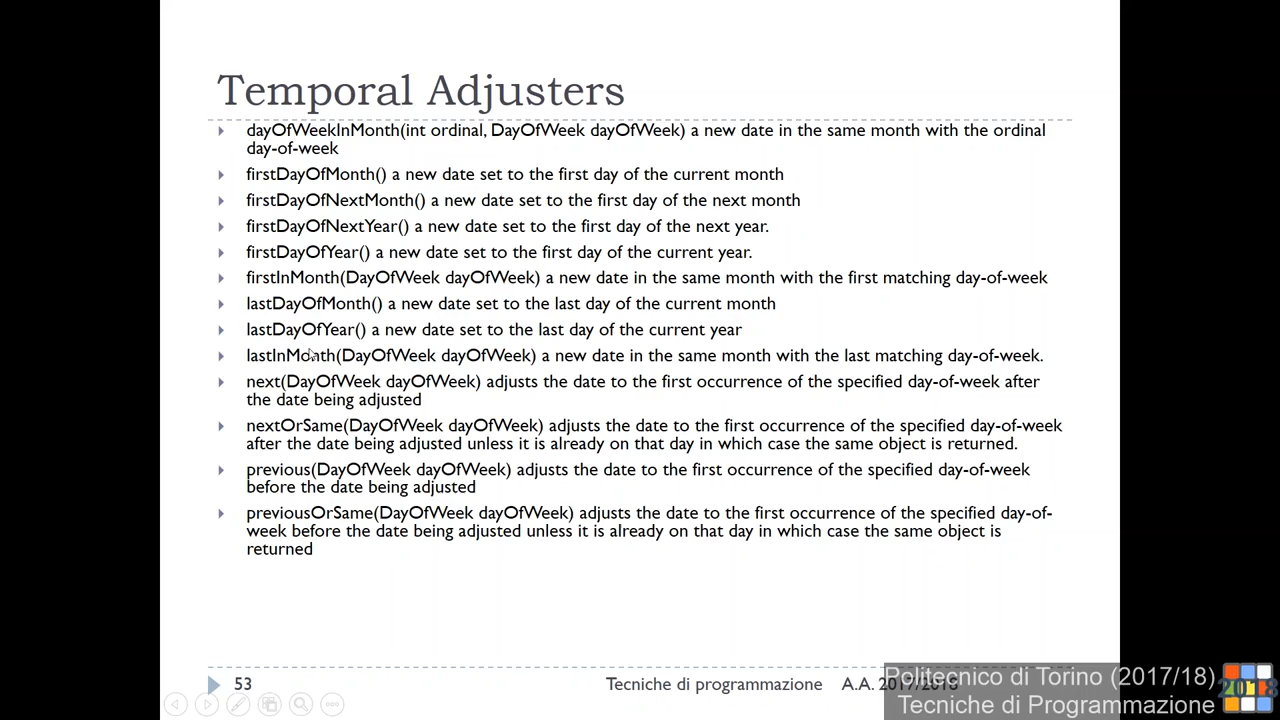 Temporal Adjusters
dayOfWeekInMonth(int ordinal, DayOfWeek dayOfWeek) a new date in the same month with the ordinal
day-of-week
firstDayOfMonth() a new date set to the first day of the current month
firstDayOfNextMonth() a new date set to the first day of the next month
firstDayOfNextYear() a new date set to the first day of the next year.
firstDayOfYear() a new date set to the first day of the current year.
firstInMonth(DayOfWeek dayOfWeek) a new date in the same month with the first matching day-of-week
lastDayOfMonth() a new date set to the last day of the current month
lastDayOfYear() a new date set to the last day of the current year
lastInMonth(DayOfWeek dayOfWeek) a new date in the same month with the last matching day-of-week.
next(DayOfWeek dayOfWeek) adjusts the date to the first occurrence of the specified day-of-week after
the date being adjusted
nextOrSame(DayOfWeek dayOfWeek) adjusts the date to the first occurrence of the specified day-of-week
after the date being adjusted unless it is already on that day in which case the same object is returned.
previous(DayOfWeek dayOfWeek) adjusts the date to the first occurrence of the specified day-of-week
before the date being adjusted
previousOrSame(DayOfWeek dayOfWeek) adjusts the date to the first occurrence of the specified day-of-
week before the date being adjusted unless it is already on that day in which case the same object is
returned
53 Tecniche di programmazione A.A. 2017/2018
Politecnico di Torino (2017/18)
Tecniche di Programmazione
2018